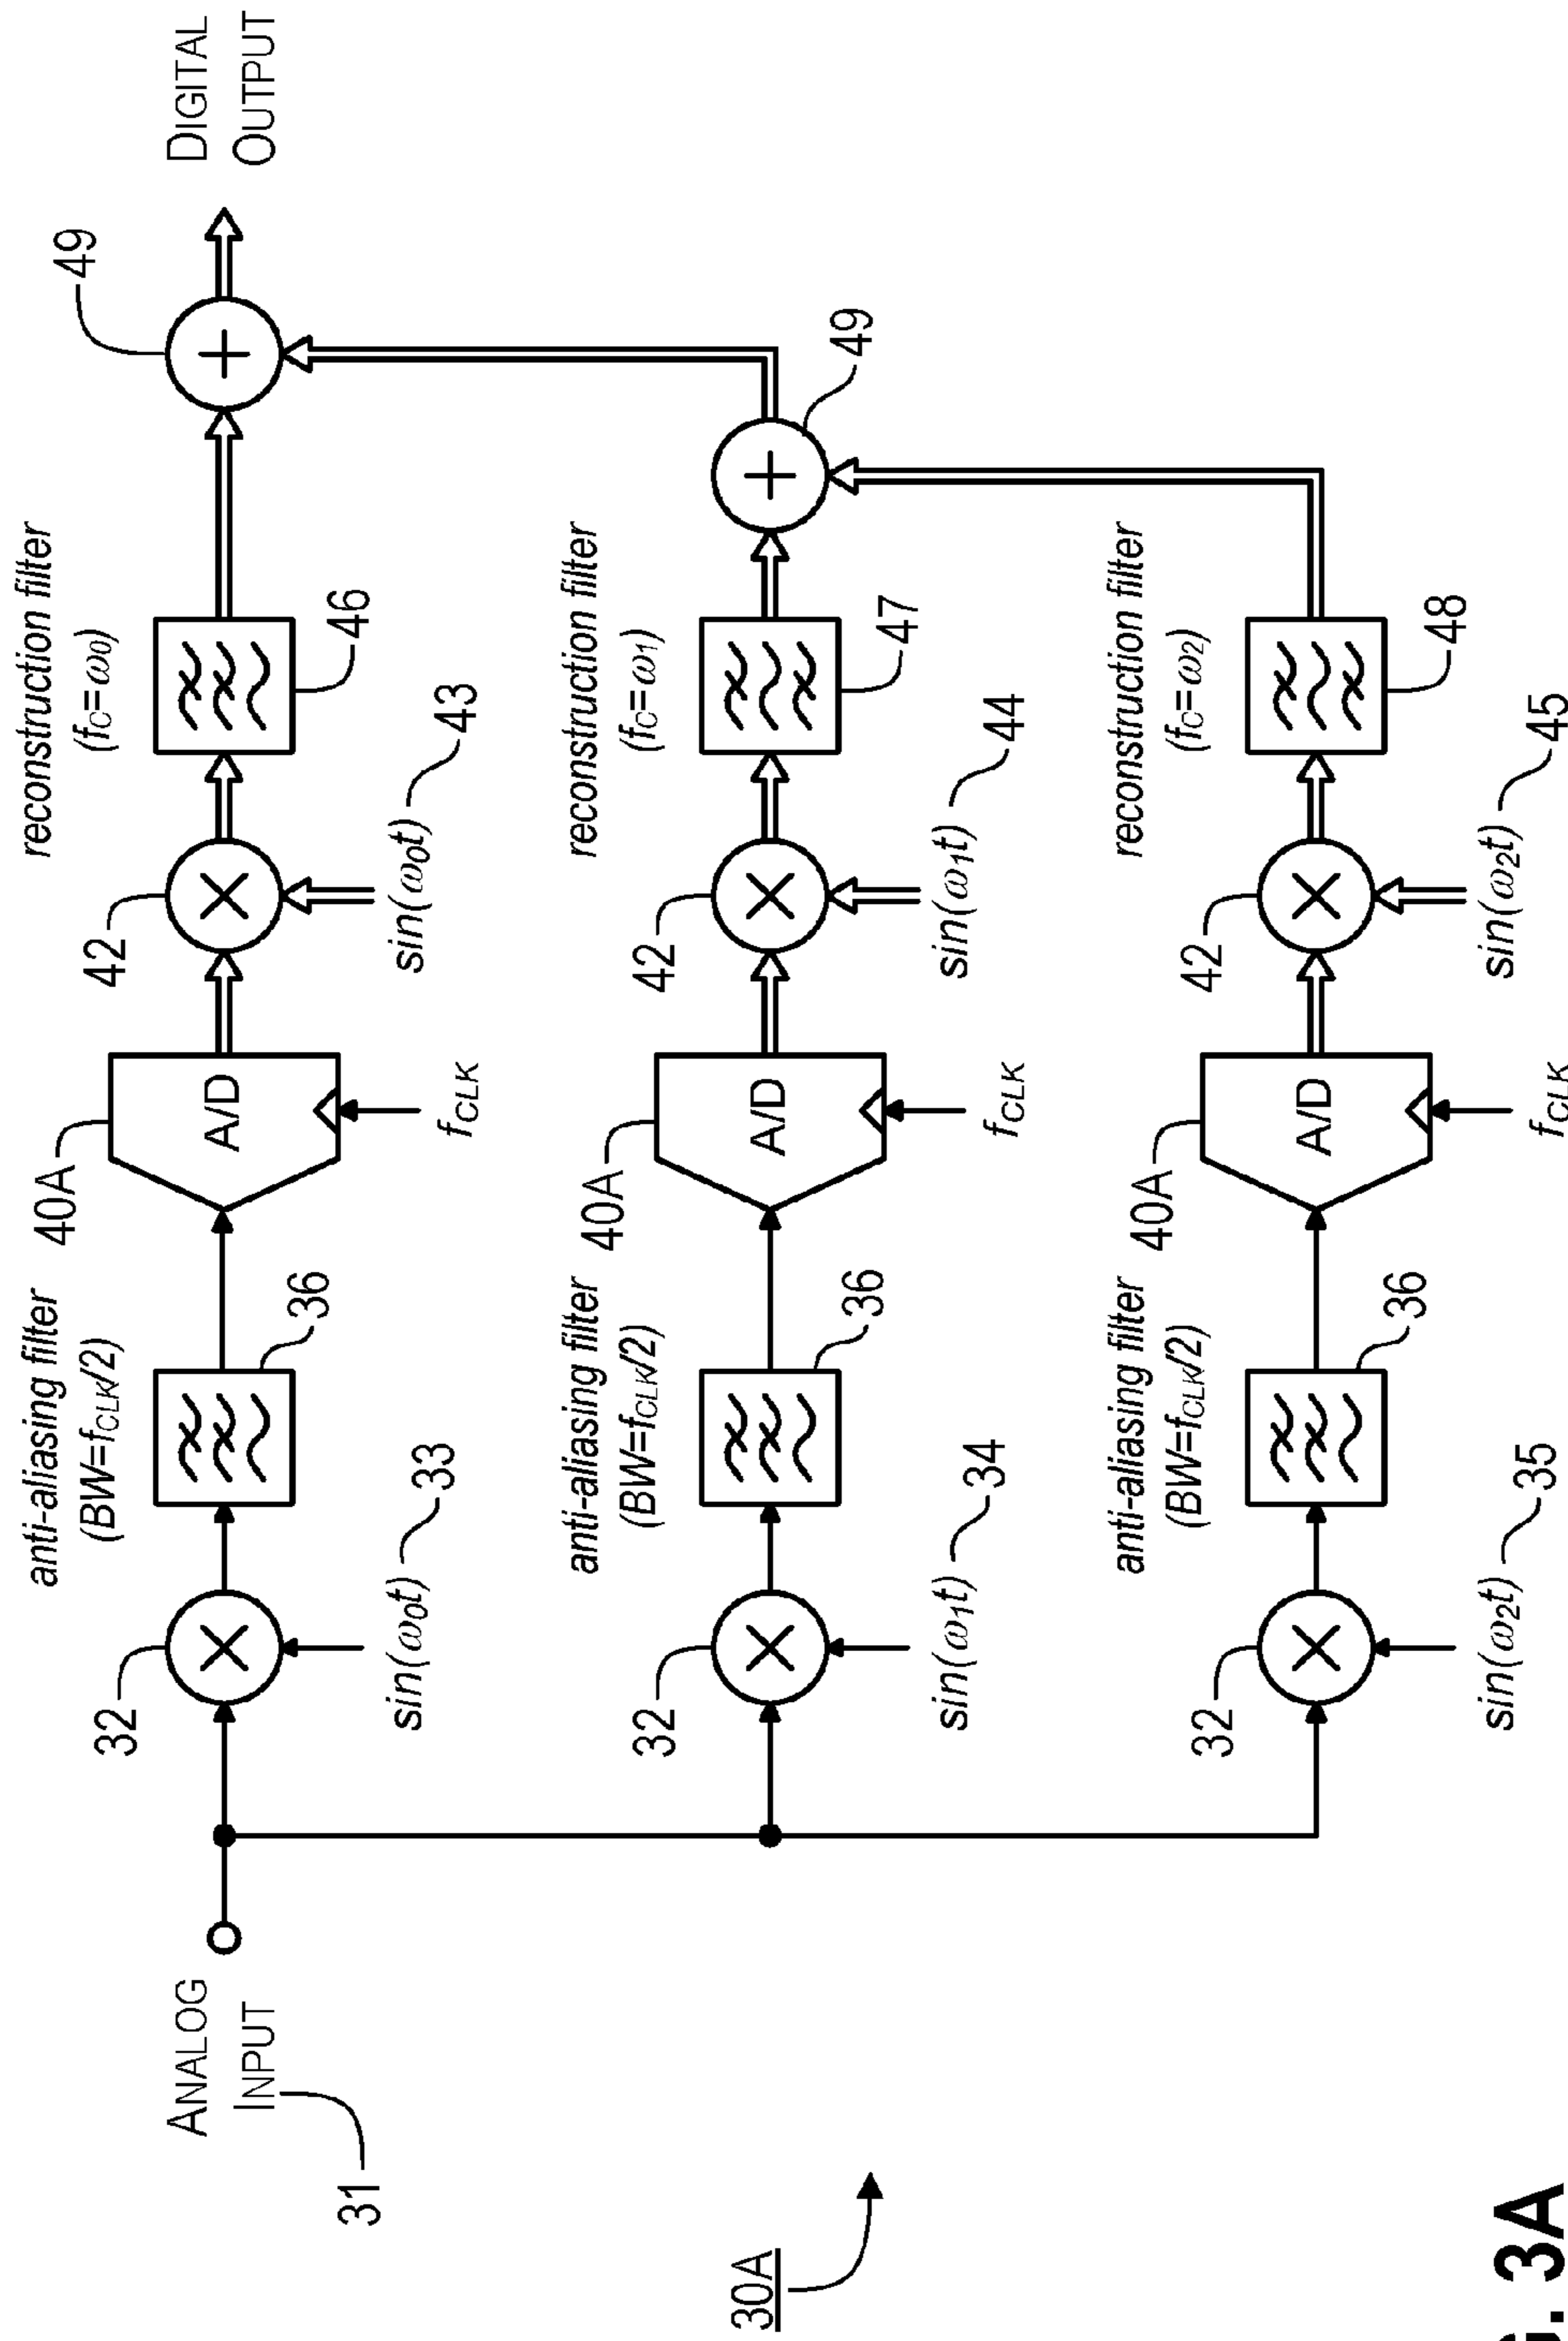 ANALOG
INPUT
31
30A
32
sin(ω0t)
33
anti-aliasing filter
(BW=fCLK/2)
36
40A
A/D
fCLK
42
sin(ω0t)
43
reconstruction filter
(fC=ω0)
46
49
DIGITAL
OUTPUT
32
sin(ω1t)
34
anti-aliasing filter
(BW=fCLK/2)
36
40A
A/D
fCLK
42
sin(ω1t)
44
reconstruction filter
(fC=ω1)
47
49
32
sin(ω2t)
35
anti-aliasing filter
(BW=fCLK/2)
36
40A
A/D
fCLK
42
sin(ω2t)
45
reconstruction filter
(fC=ω2)
48
3A